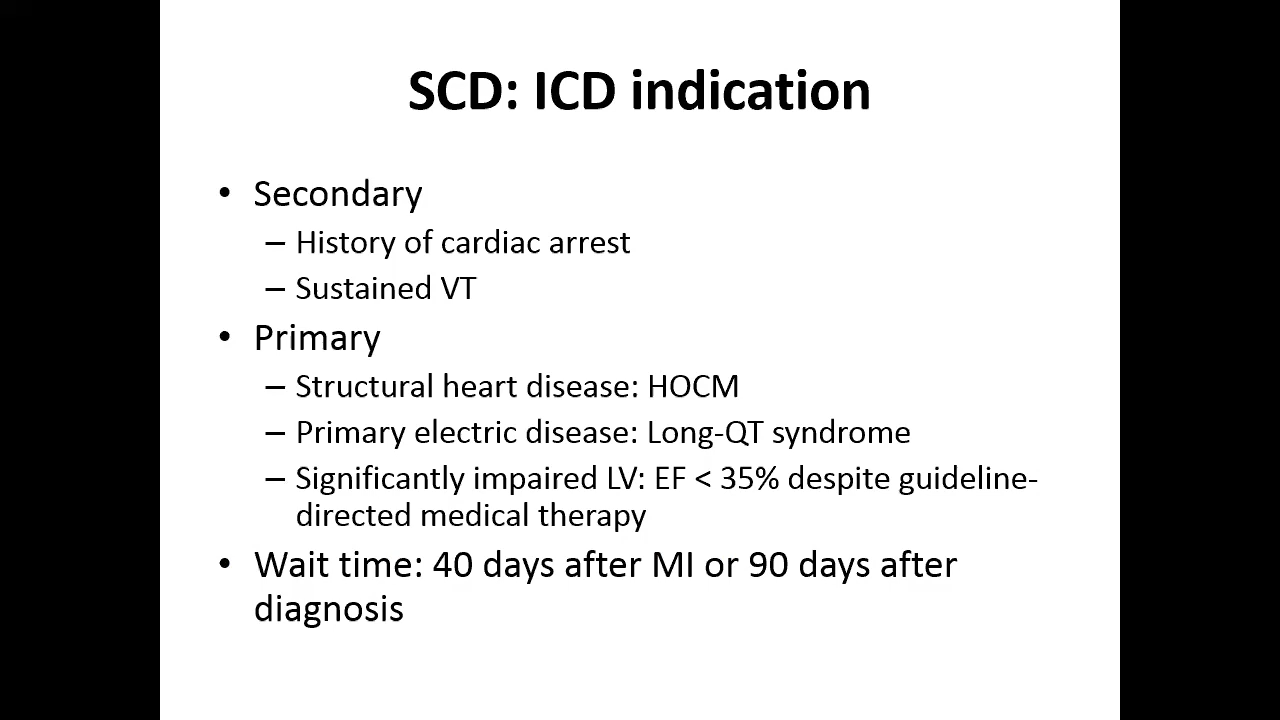 SCD: ICD indication
• Secondary
– History of cardiac arrest
– Sustained VT
• Primary
– Structural heart disease: HOCM
– Primary electric disease: Long-QT syndrome
– Significantly impaired LV: EF < 35% despite guideline-
directed medical therapy
• Wait time: 40 days after MI or 90 days after
diagnosis